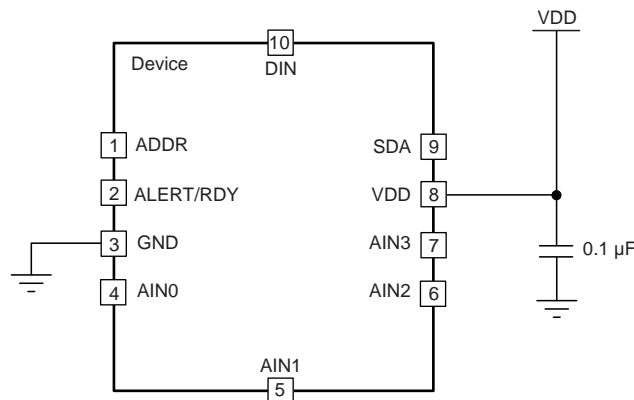 VDD
10
Device
DIN
1 ADDR
SDA 9
2 ALERT/RDY
VDD 8
3 GND
AIN3 7
0.1 µF
4 AIN0
AIN2 6
AIN1
5